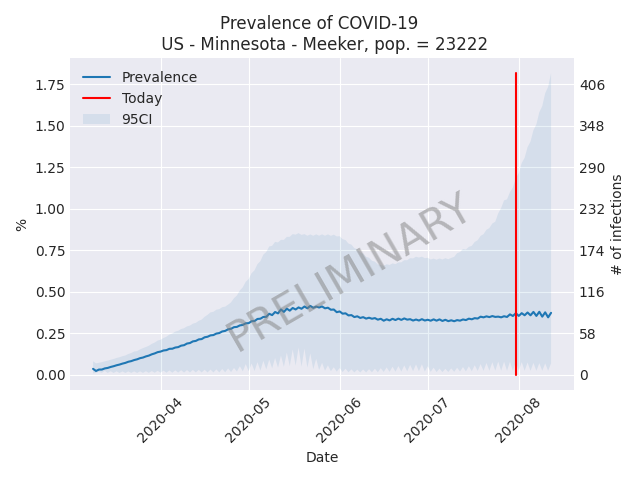 Prevalence of COVID-19
US - Minnesota - Meeker, pop. = 23222
Prevalence
Today
95CI
PRELIMINARY
%
1.75
1.50
1.25
1.00
0.75
0.50
0.25
0.00
406
348
290
232
174
116
58
0
# of infections
2020-04
2020-05
2020-06
2020-07
2020-08
Date